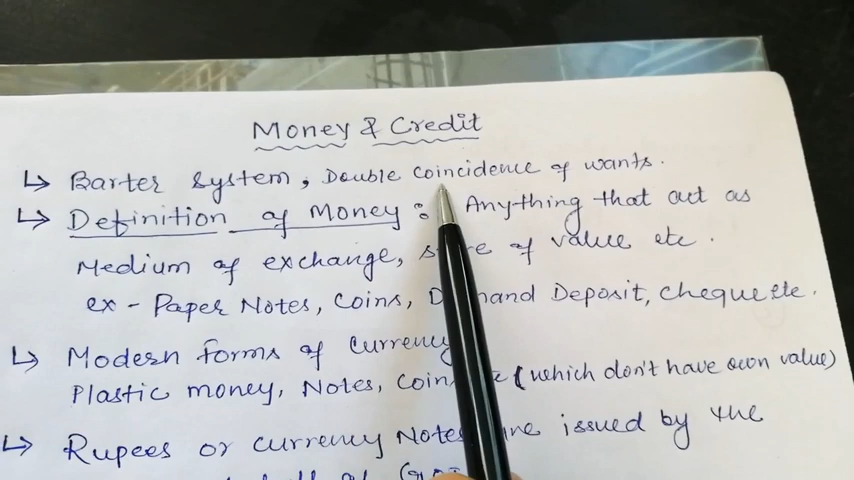 Money & Credit
↳ Barter System, Double Coincidence of wants.
↳ Definition of Money: Anything that act as
Medium of exchange, of value etc.
ex - Paper Notes, Coins, Deposit, Cheque etc.
↳ Modern forms of Currency
Plastic money, Notes, (which don't have own value)
↳ Rupees or Currency Notes are issued by the
of